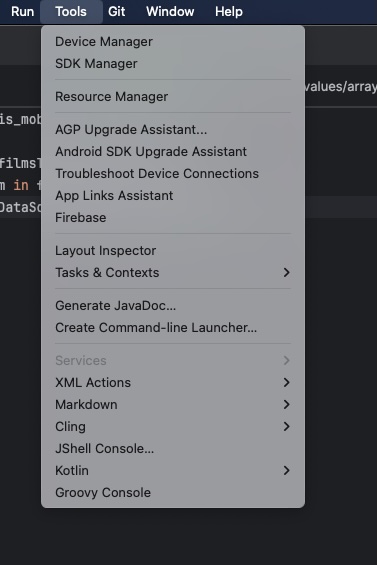 Run Tools Git Window Help
Device Manager
SDK Manager
values/array
Resource Manager
is_mob
AGP Upgrade Assistant...
Android SDK Upgrade Assistant
films
Troubleshoot Device Connections
in f
App Links Assistant
DataSo
Firebase
Layout Inspector
Tasks & Contexts
Generate JavaDoc...
Create Command-line Launcher...
Services
XML Actions
Markdown
Cling
JShell Console...
Kotlin
Groovy Console